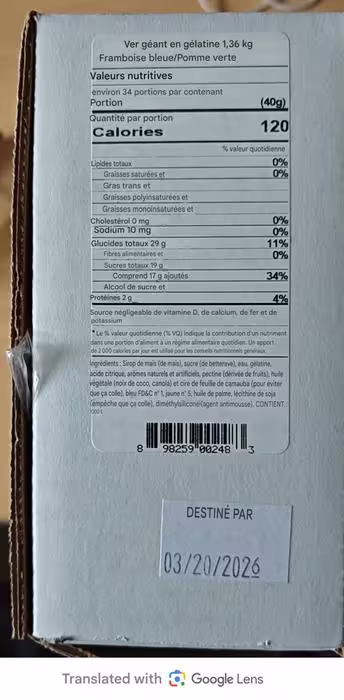 Ver géant en gélatine 1,36 kg
Framboise bleue/Pomme verte
Valeurs nutritives
environ 34 portions par contenant
Portion (40g)
Quantité par portion
Calories 120
% valeur quotidienne
Lipides totaux 0%
Graisses saturées et 0%
Gras trans et
Graisses polyinsaturées et
Graisses monoinsaturées et
Cholestérol 0 mg 0%
Sodium 10 mg 0%
Glucides totaux 29 g 11%
Fibres alimentaires et 0%
Sucres totaux 19 g
Comprend 17 g ajoutés 34%
Alcool de sucre et
Protéines 2 g 4%
Source négligeable de vitamine D, de calcium, de fer et de
potassium
* Le % valeur quotidienne (% VQ) indique la contribution d'un nutriment
dans une portion d'aliment à un régime alimentaire quotidien. Un apport
de 2 000 calories par jour est utilisé pour les conseils nutritionnels généraux.
Ingrédients : Sirop de maïs (de maïs), sucre (de betterave), eau, gélatine,
acide citrique, arômes naturels et artificiels, pectine (dérivée de fruits), huile
végétale (noix de coco, canola) et cire de feuille de carnauba (pour éviter
que ça colle), bleu FD&C n° 1, jaune n° 5, huile de palme, lécithine de soja
(empêche que ça colle), diméthylsilicone (agent antimousse). CONTIENT :
8 98259 00248 3
DESTINÉ PAR
03/20/2026
Translated with Google Lens